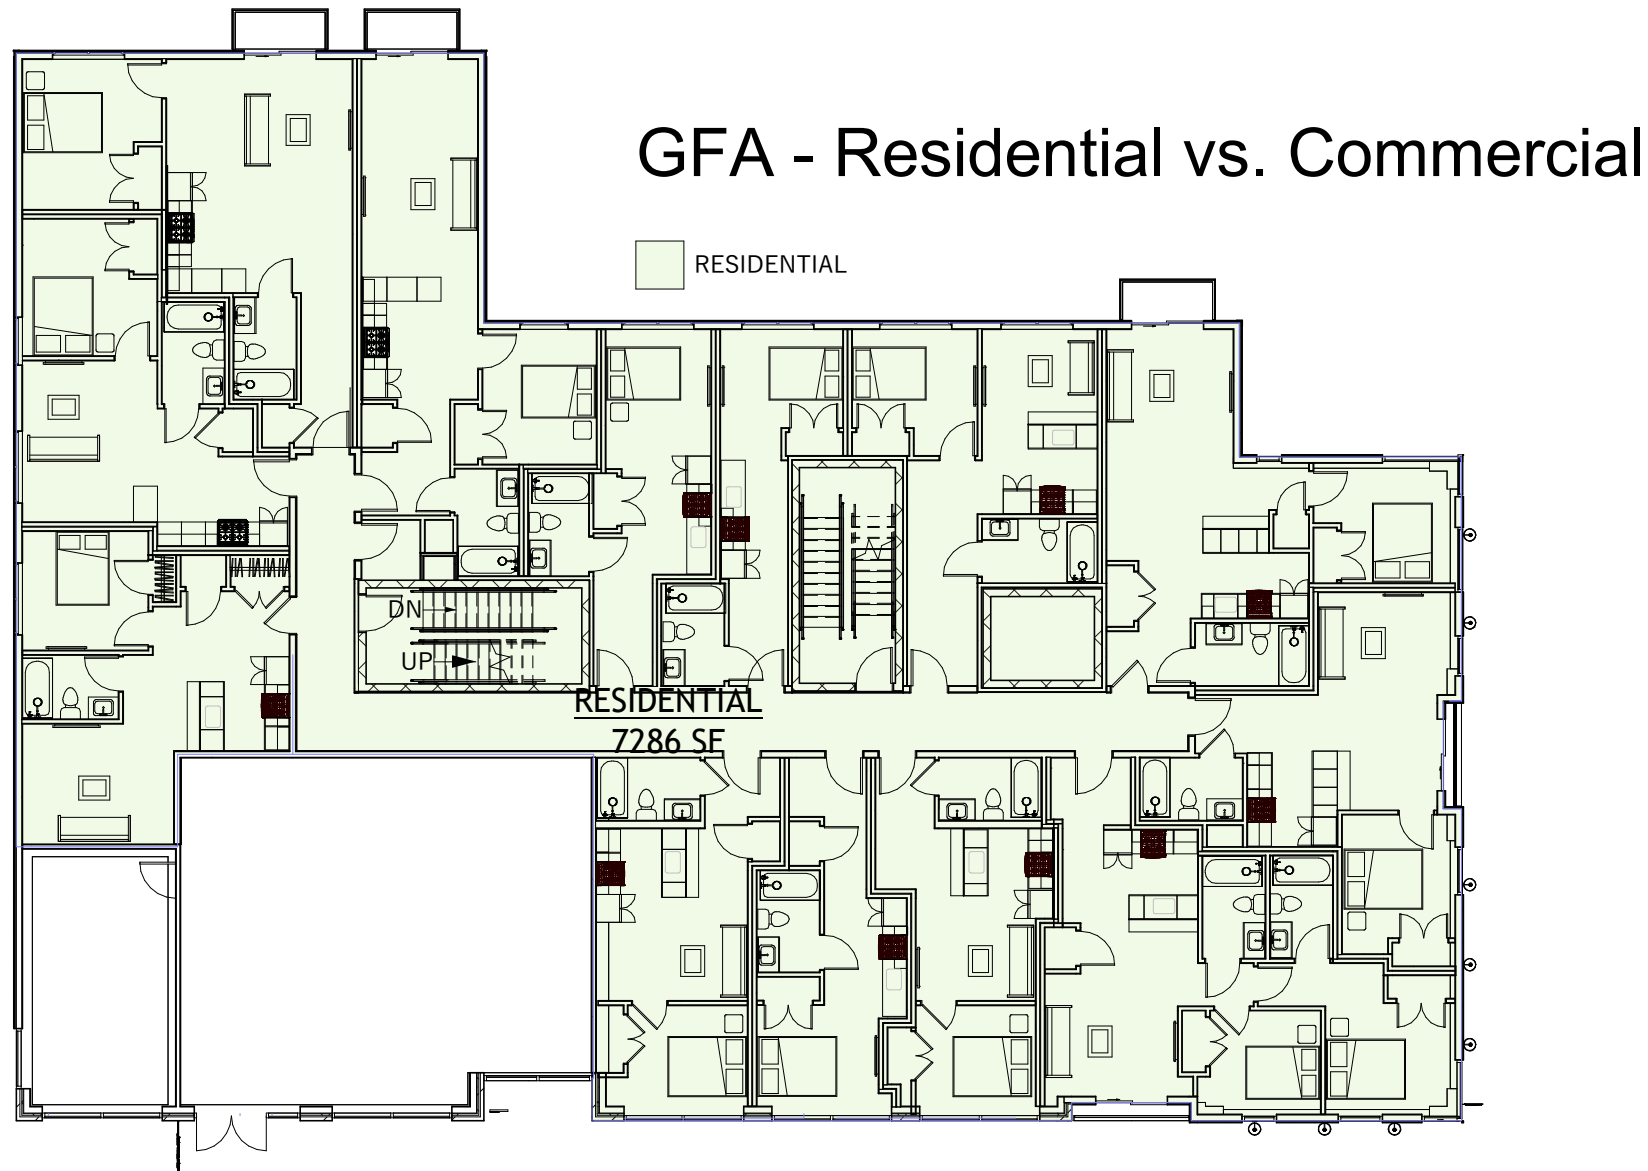 GFA - Residential vs. Commercial
RESIDENTIAL
DN
UP
RESIDENTIAL
7286 SF